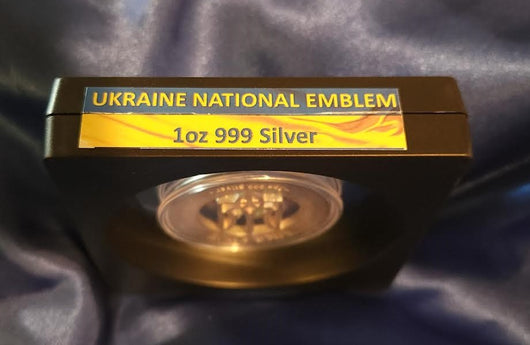 UKRAINE NATIONAL EMBLEM
1oz 999 Silver